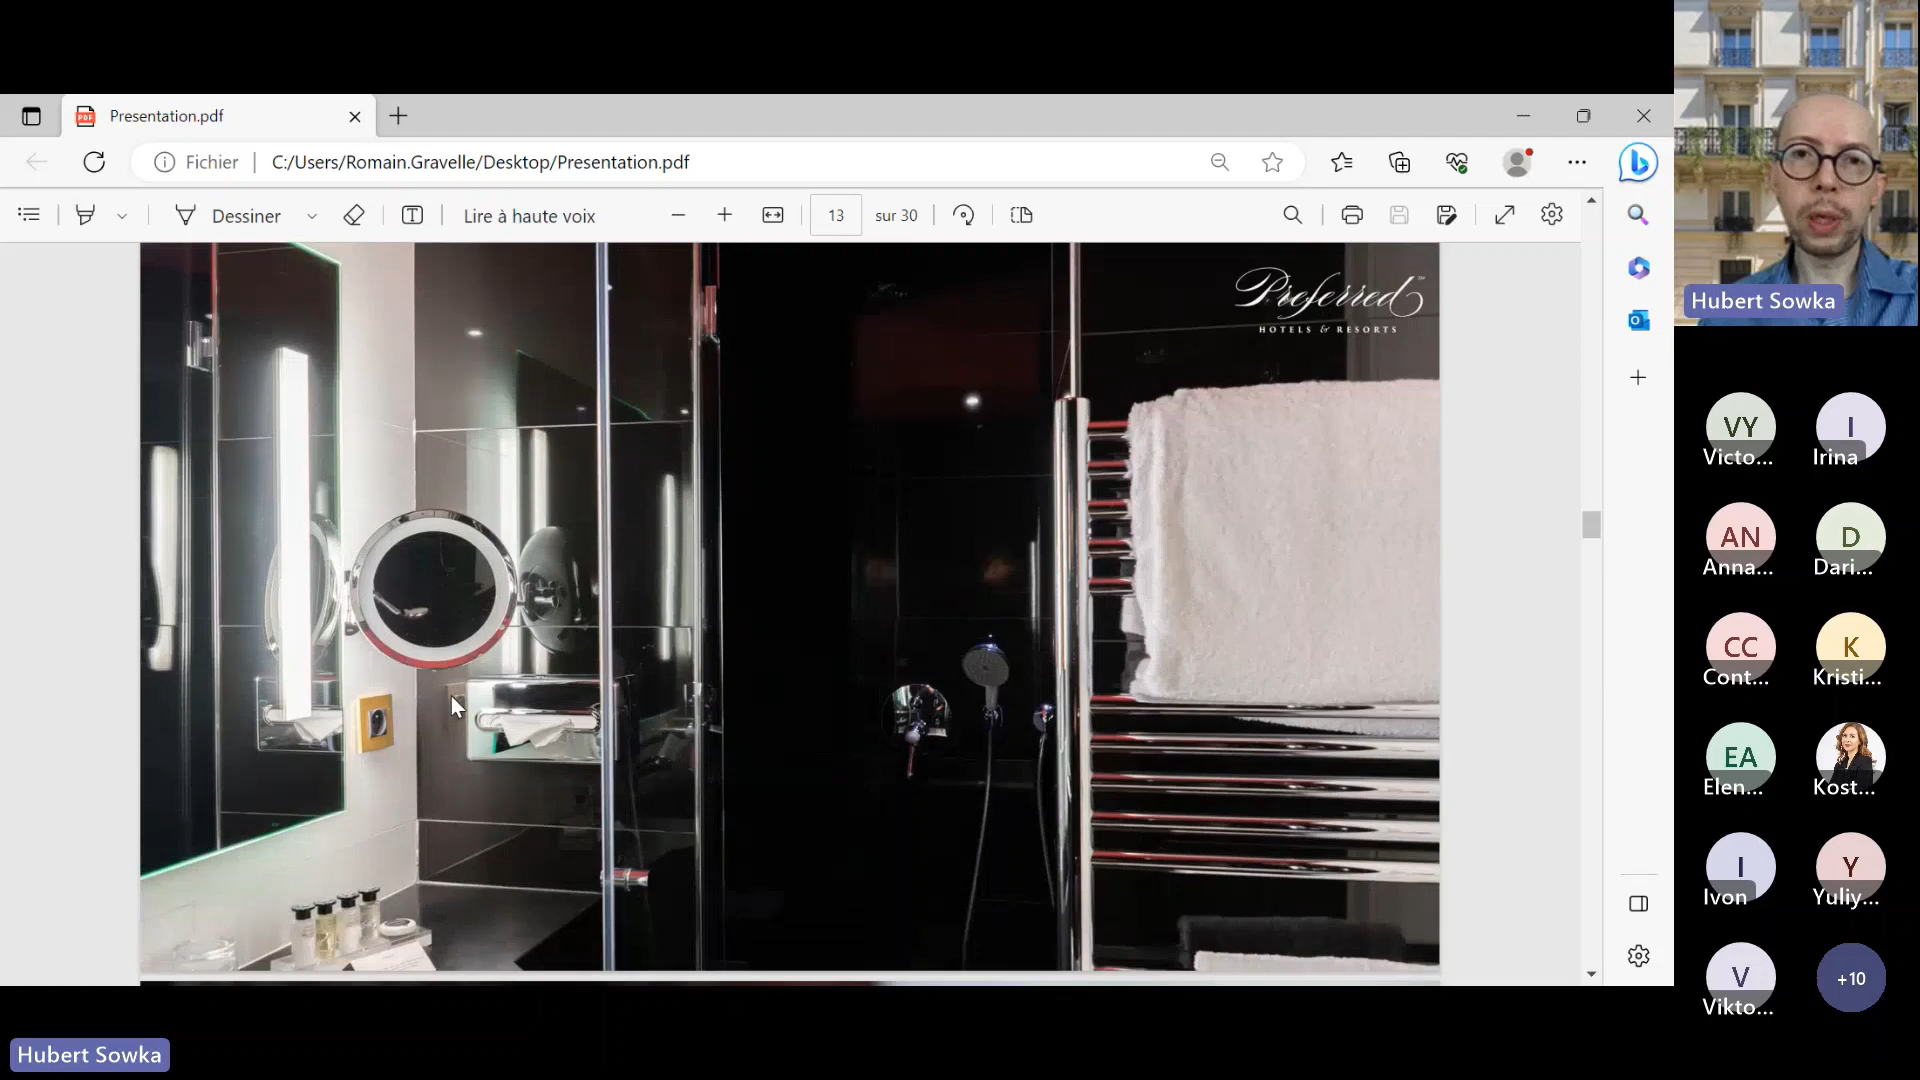 Presentation.pdf
Fichier
C:/Users/Romain.Gravelle/Desktop/Presentation.pdf
Dessiner
Lire à haute voix
13
sur 30
Preferred
HOTELS & RESORTS
Hubert Sowka
VY
Victo...
I
Irina
AN
Anna...
D
Dari...
CC
Cont...
K
Kristi...
EA
Elen...
Kost...
I
Ivon
Y
Yuliy...
V
Vikto...
+10
Hubert Sowka